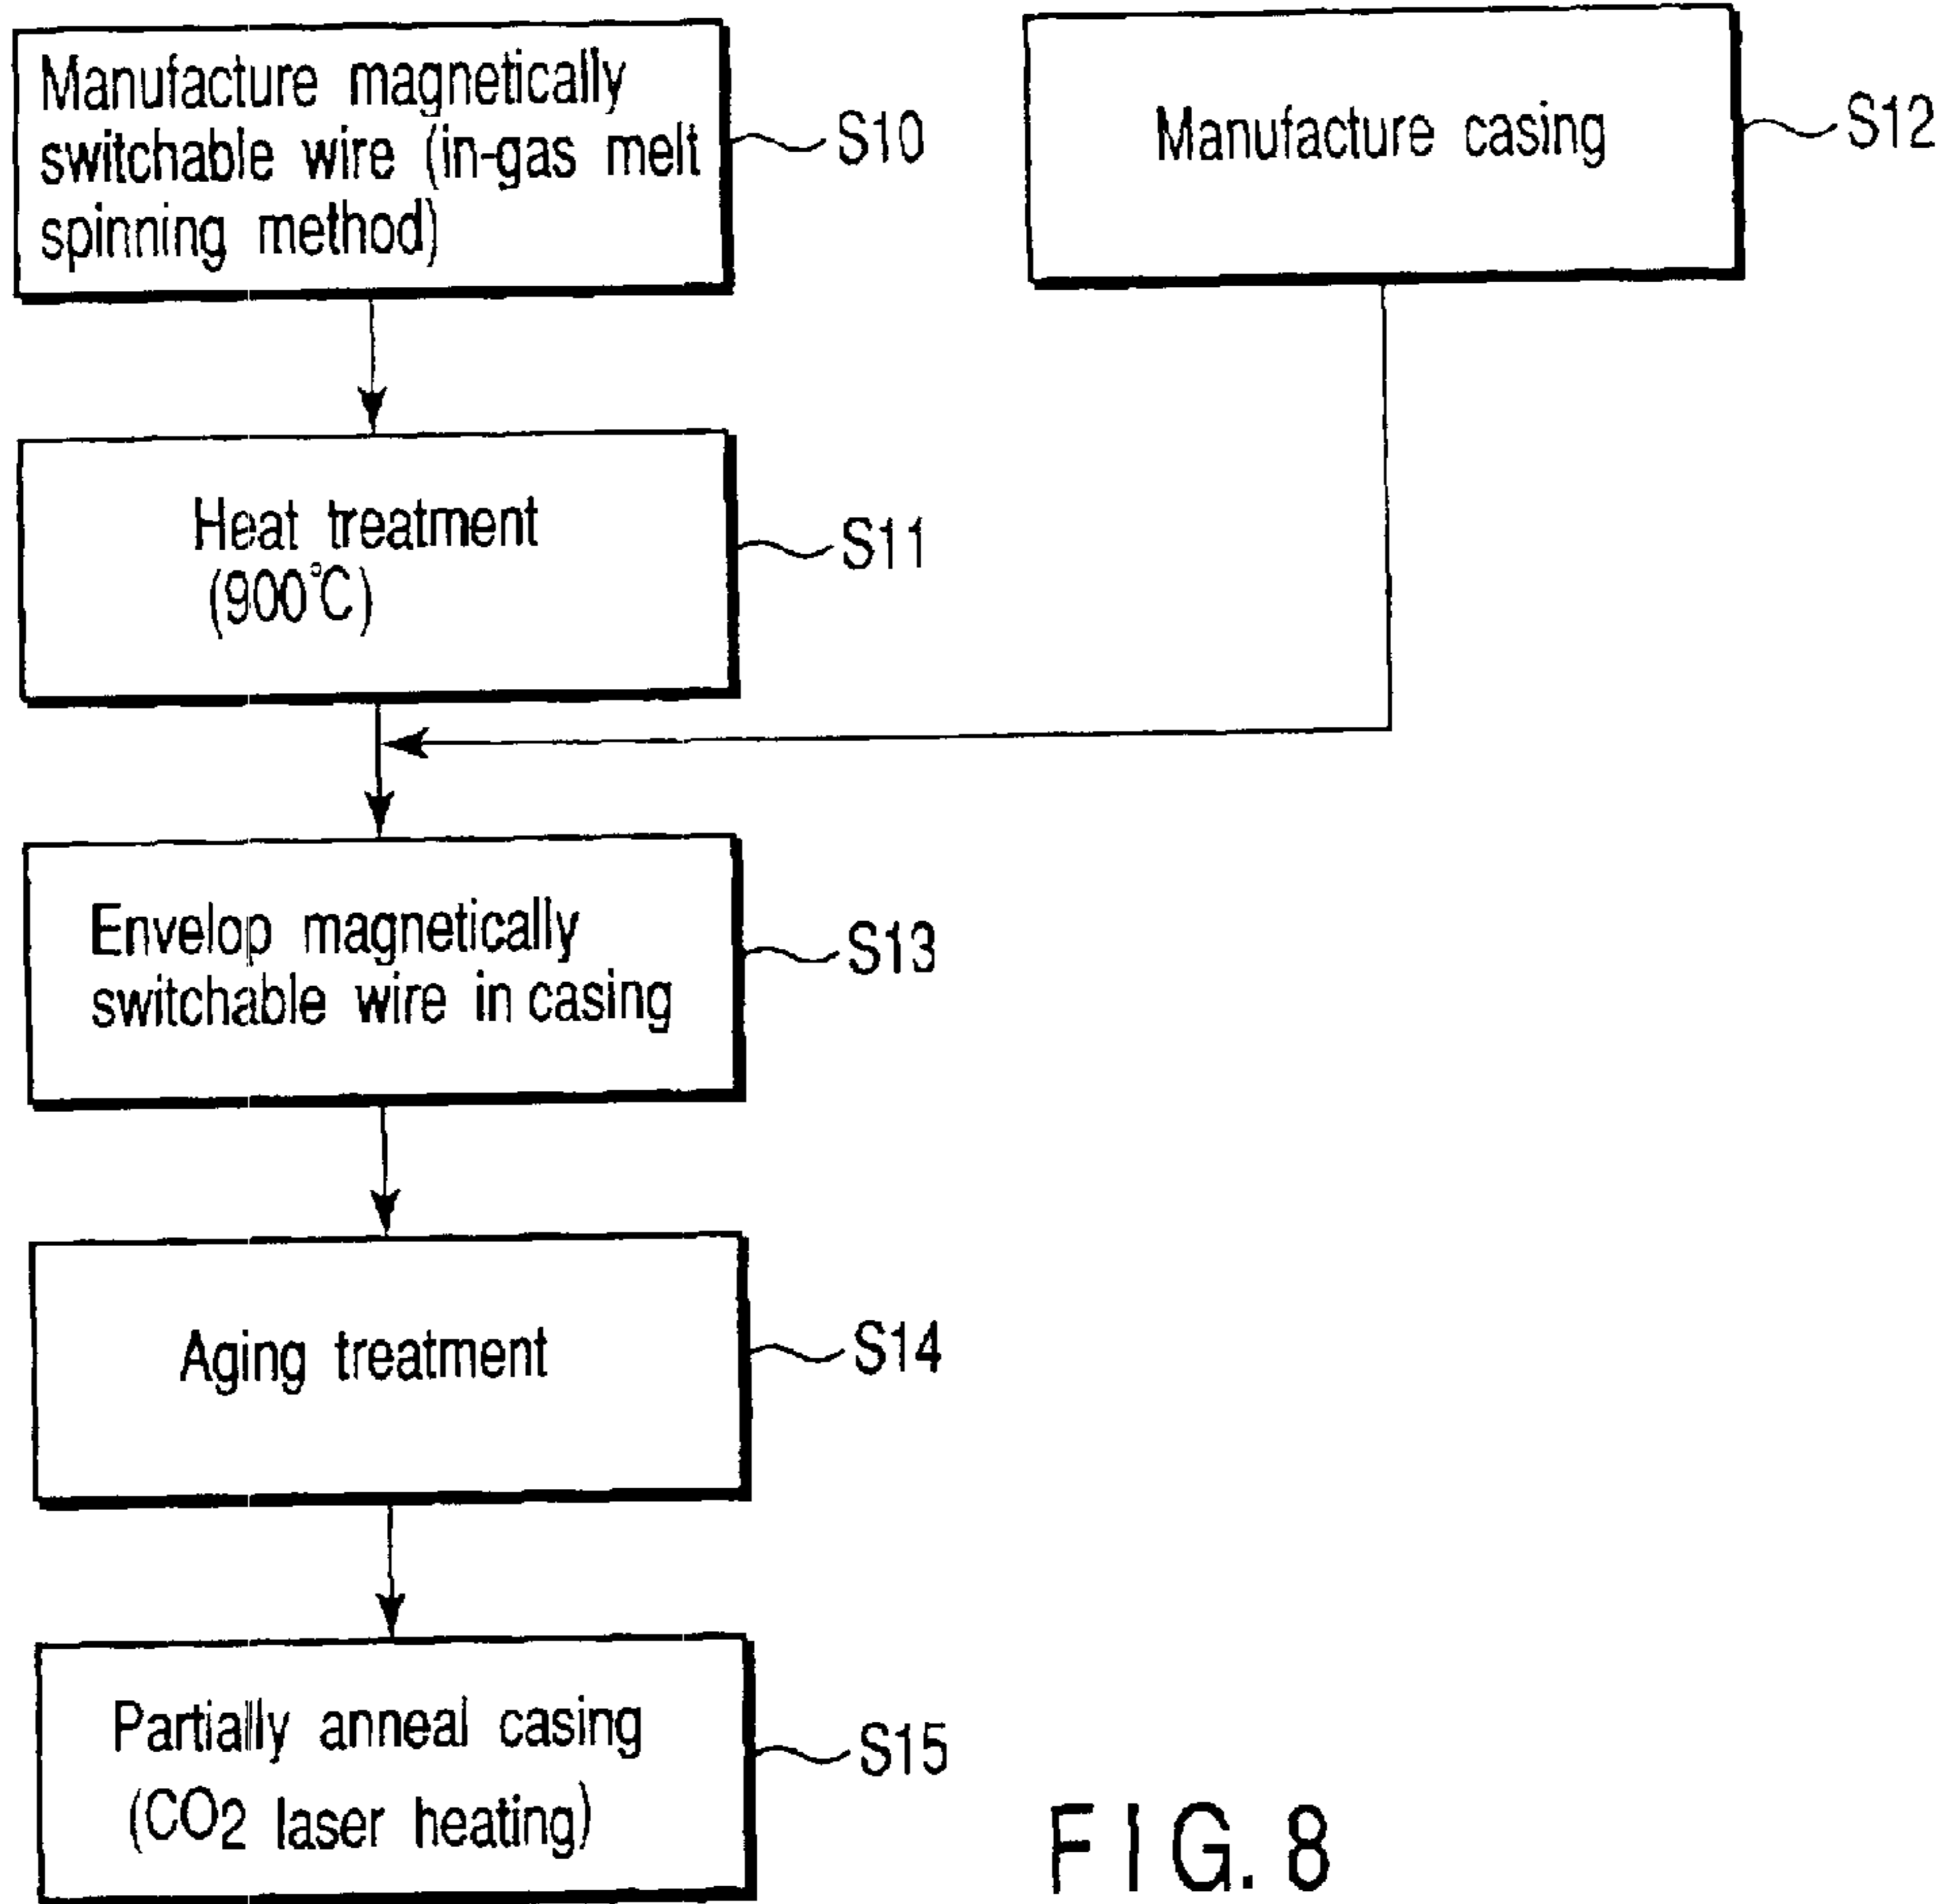 Manufacture magnetically
switchable wire (in-gas melt
spinning method)
S10
Manufacture casing
S12
Heat treatment
(900°C)
S11
Envelop magnetically
switchable wire in casing
S13
Aging treatment
S14
Partially anneal casing
(CO2 laser heating)
S15
FIG. 8